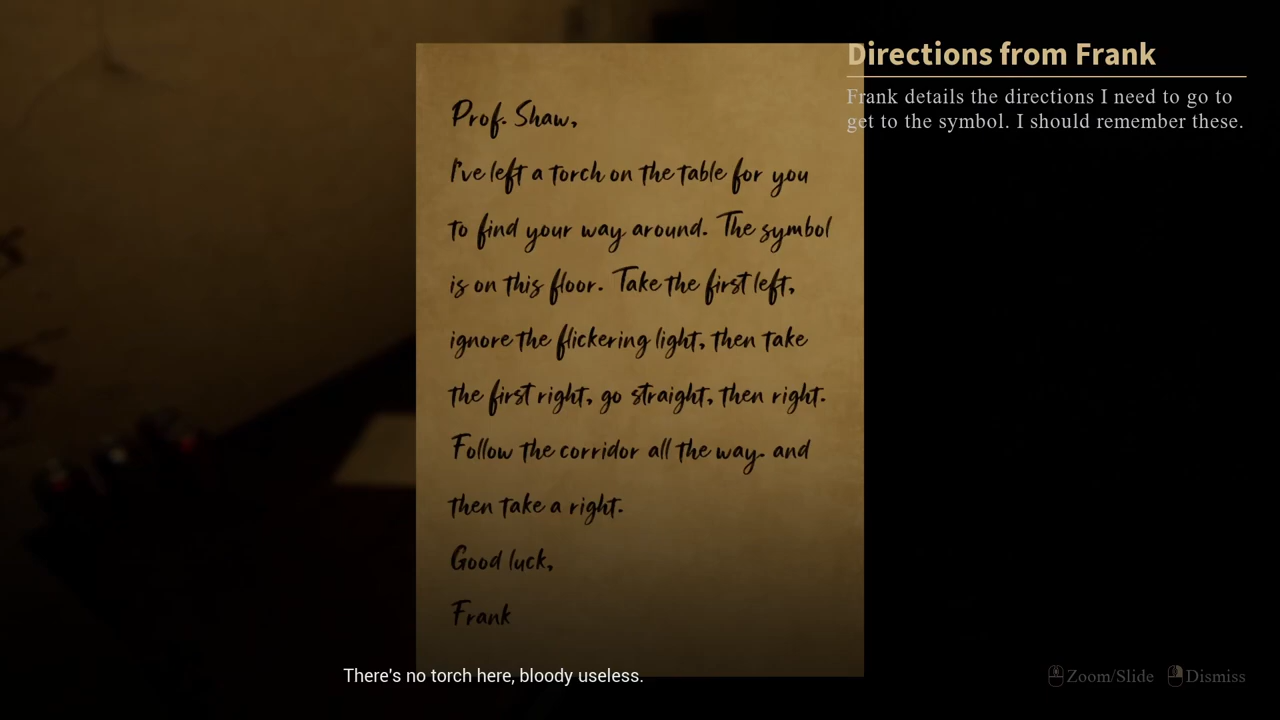 Directions from Frank
Frank details the directions I need to go to
get to the symbol. I should remember these.
Prof. Shaw,
I've left a torch on the table for you
to find your way around. The symbol
is on this floor. Take the first left,
ignore the flickering light, then take
the first right, go straight, then right.
Follow the corridor all the way. and
then take a right.
Good luck,
Frank
There's no torch here, bloody useless.
Zoom/Slide
Dismiss